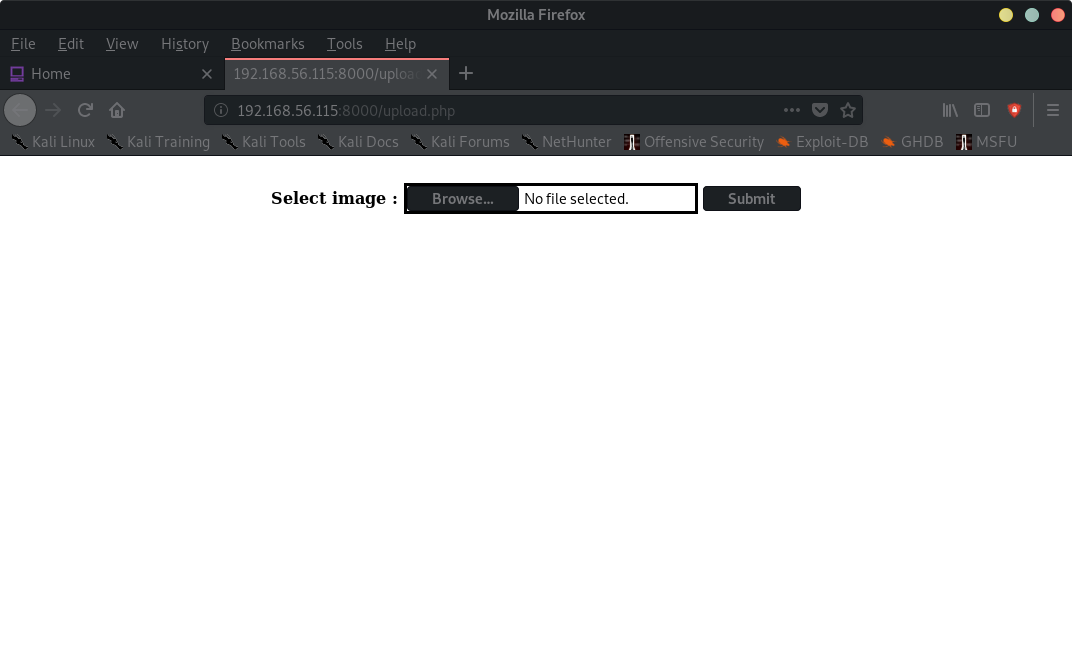 Mozilla Firefox
File Edit View History Bookmarks Tools Help
Home 192.168.56.115:8000/uploa
192.168.56.115:8000/upload.php
Kali Linux Kali Training Kali Tools Kali Docs Kali Forums NetHunter Offensive Security Exploit-DB GHDB MSFU
Select image : Browse... No file selected. Submit